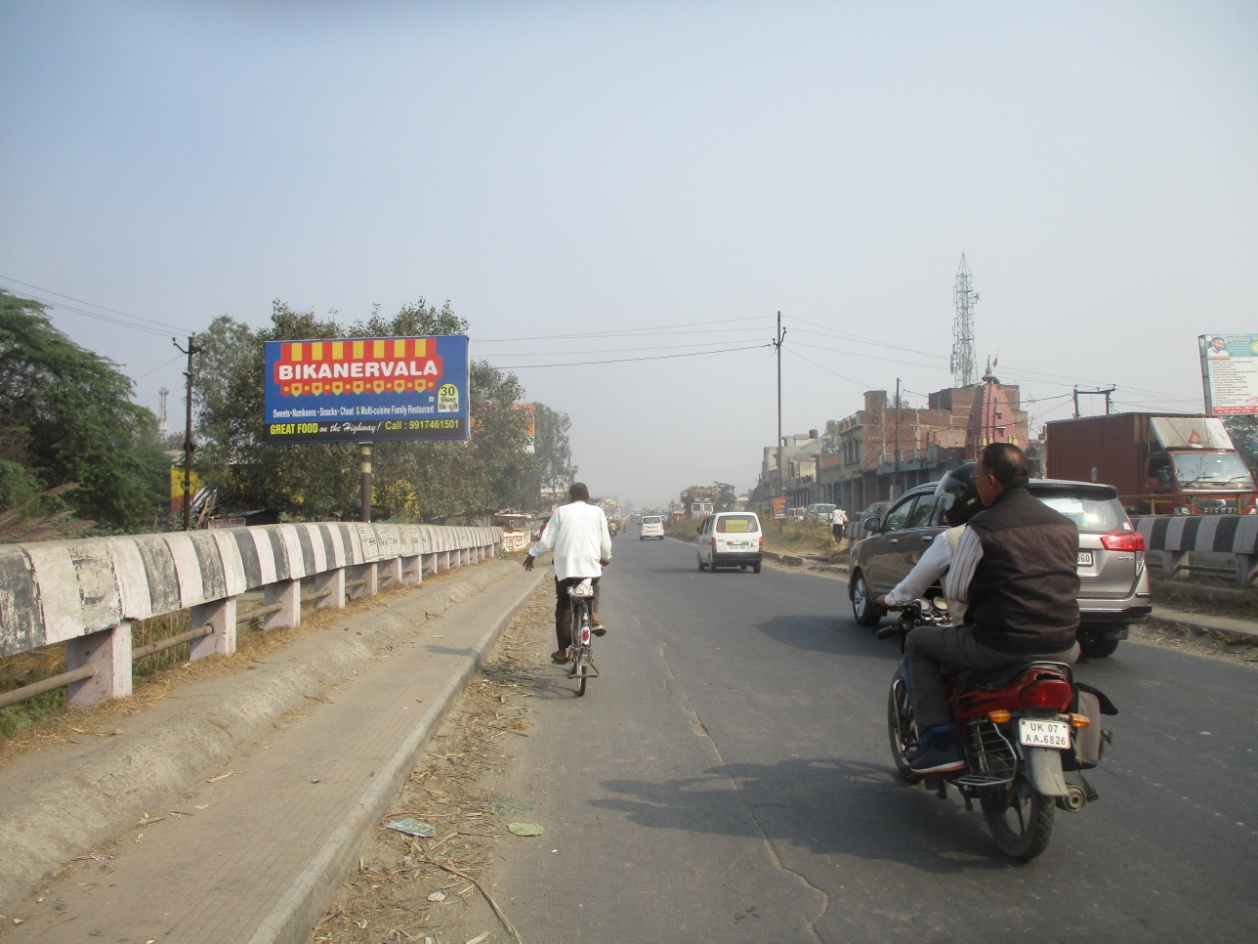 BIKANERVALA
30
मिनट
की दूरी
Sweets • Namkeens • Snacks • Chaat & Multi-cuisine Family Restaurant
GREAT FOOD on the Highway! Call : 9917461501
UK 07
AA.6826